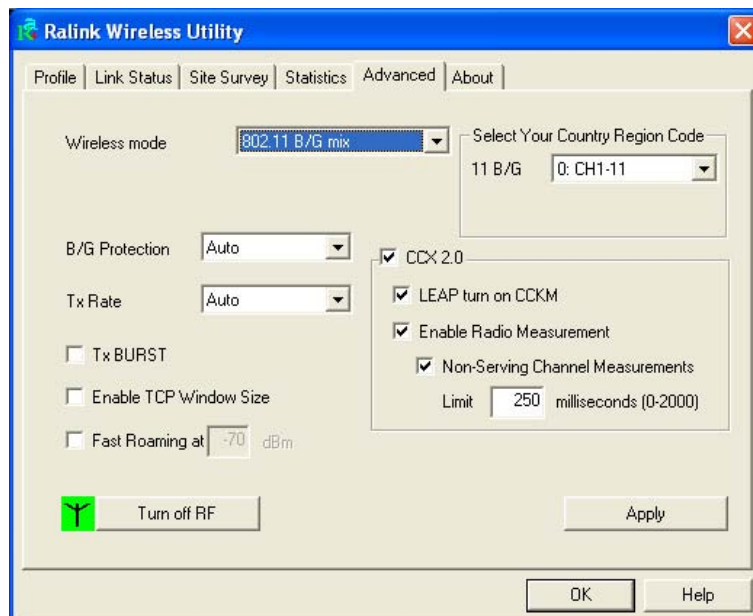 Ralink Wireless Utility
Profile Link Status Site Survey Statistics Advanced About
Wireless mode 802.11 B/G mix
Select Your Country Region Code
11 B/G 0: CH1-11
B/G Protection Auto
Tx Rate Auto
Tx BURST
Enable TCP Window Size
Fast Roaming at -70 dBm
CCX 2.0
LEAP turn on CCKM
Enable Radio Measurement
Non-Serving Channel Measurements
Limit 250 milliseconds (0-2000)
Turn off RF
Apply
OK
Help